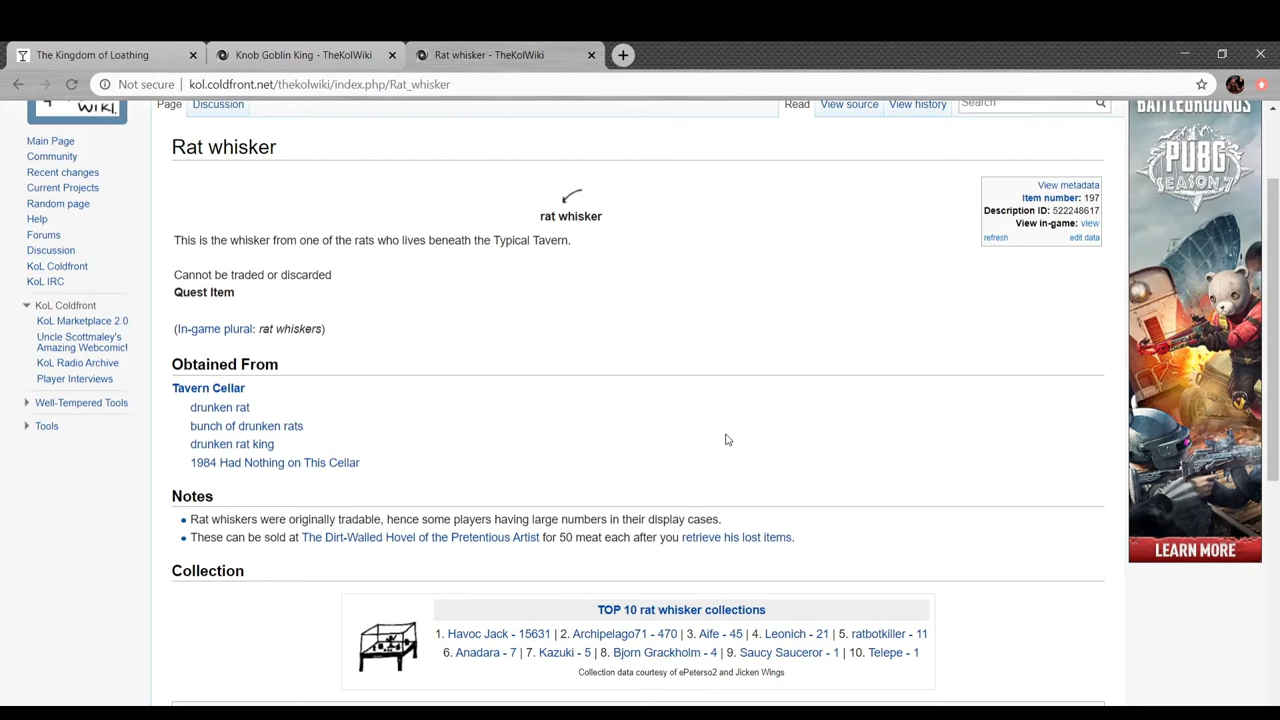 The Kingdom of Loathing
Knob Goblin King - TheKolWiki
Rat whisker - TheKolWiki
Not secure kol.coldfront.net/thekolwiki/index.php/Rat_whisker
WIKI.
Page Discussion Read View source View history Search
Main Page
Community
Recent changes
Current Projects
Random page
Help
Forums
Discussion
KoL Coldfront
KoL IRC
KoL Coldfront
KoL Marketplace 2.0
Uncle Scottmaley's
Amazing Webcomic!
KoL Radio Archive
Player Interviews
Well-Tempered Tools
Tools
Rat whisker
rat whisker
This is the whisker from one of the rats who lives beneath the Typical Tavern.
Cannot be traded or discarded
Quest Item
(In-game plural: rat whiskers)
View metadata
Item number: 197
Description ID: 522248617
View in-game: view
refresh edit data
Obtained From
Tavern Cellar
drunken rat
bunch of drunken rats
drunken rat king
1984 Had Nothing on This Cellar
Notes
Rat whiskers were originally tradable, hence some players having large numbers in their display cases.
These can be sold at The Dirt-Walled Hovel of the Pretentious Artist for 50 meat each after you retrieve his lost items.
Collection
TOP 10 rat whisker collections
1. Havoc Jack - 15631 | 2. Archipelago71 - 470 | 3. Aife - 45 | 4. Leonich - 21 | 5. ratbotkiller - 11
6. Anadara - 7 | 7. Kazuki - 5 | 8. Bjorn Grackholm - 4 | 9. Saucy Sauceror - 1 | 10. Telepe - 1
Collection data courtesy of ePeterso2 and Jicken Wings
BATTLEGROUNDS
PUBG
SEASON 7
LEARN MORE